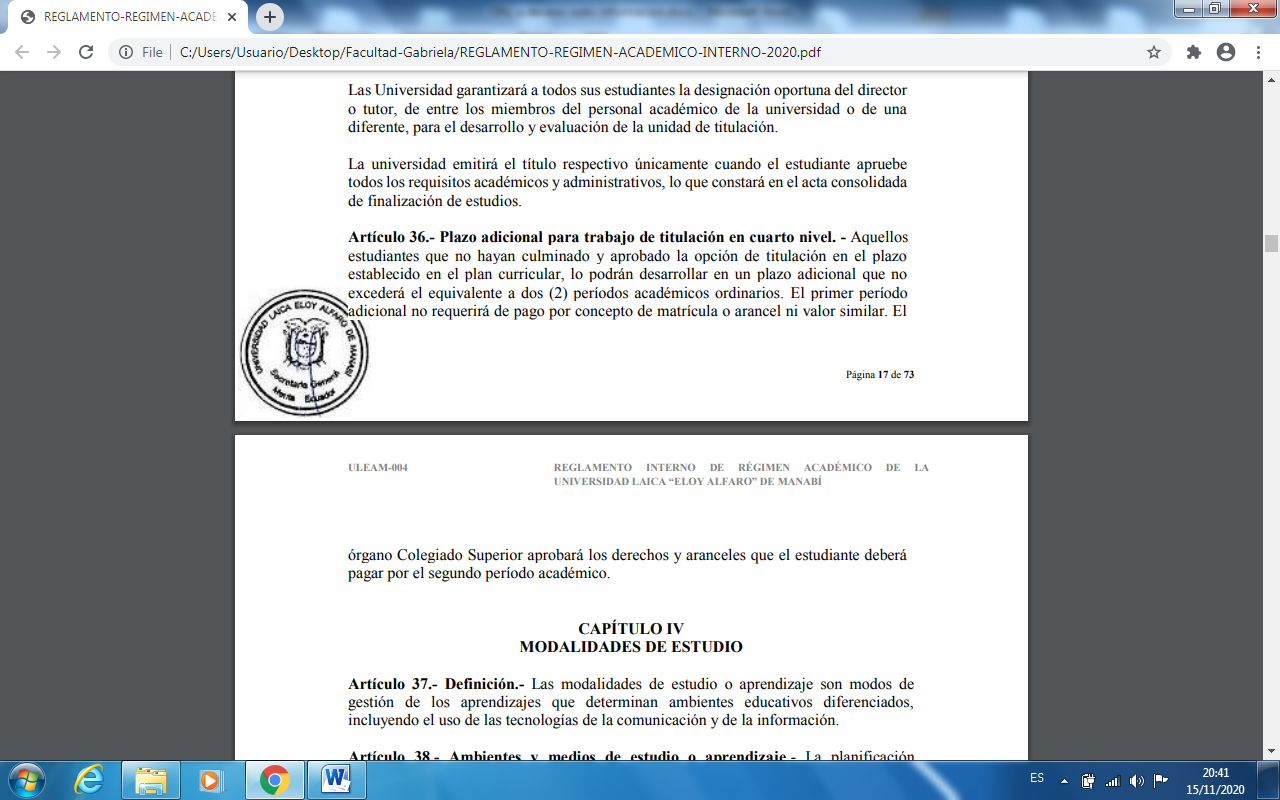 REGLAMENTO-REGIMEN-ACADE
File
C:/Users/Usuario/Desktop/Facultad-Gabriela/REGLAMENTO-REGIMEN-ACADEMICO-INTERNO-2020.pdf
Las Universidad garantizará a todos sus estudiantes la designación oportuna del director
o tutor, de entre los miembros del personal académico de la universidad o de una
diferente, para el desarrollo y evaluación de la unidad de titulación.
La universidad emitirá el título respectivo únicamente cuando el estudiante apruebe
todos los requisitos académicos y administrativos, lo que constará en el acta consolidada
de finalización de estudios.
Artículo 36.- Plazo adicional para trabajo de titulación en cuarto nivel. - Aquellos
estudiantes que no hayan culminado y aprobado la opción de titulación en el plazo
establecido en el plan curricular, lo podrán desarrollar en un plazo adicional que no
excederá el equivalente a dos (2) períodos académicos ordinarios. El primer período
adicional no requerirá de pago por concepto de matrícula o arancel ni valor similar. El
UNIVERSIDAD LAICA ELOY ALFARO DE MANABÍ
Secretaría General
Manta Ecuador
Página 17 de 73
ULEAM-004
REGLAMENTO INTERNO DE RÉGIMEN ACADÉMICO DE LA
UNIVERSIDAD LAICA “ELOY ALFARO” DE MANABÍ
órgano Colegiado Superior aprobará los derechos y aranceles que el estudiante deberá
pagar por el segundo período académico.
CAPÍTULO IV
MODALIDADES DE ESTUDIO
Artículo 37.- Definición.- Las modalidades de estudio o aprendizaje son modos de
gestión de los aprendizajes que determinan ambientes educativos diferenciados,
incluyendo el uso de las tecnologías de la comunicación y de la información.
Artículo 38.- Ambientes y medios de estudio o aprendizaje.- La planificación
ES
20:41
15/11/2020